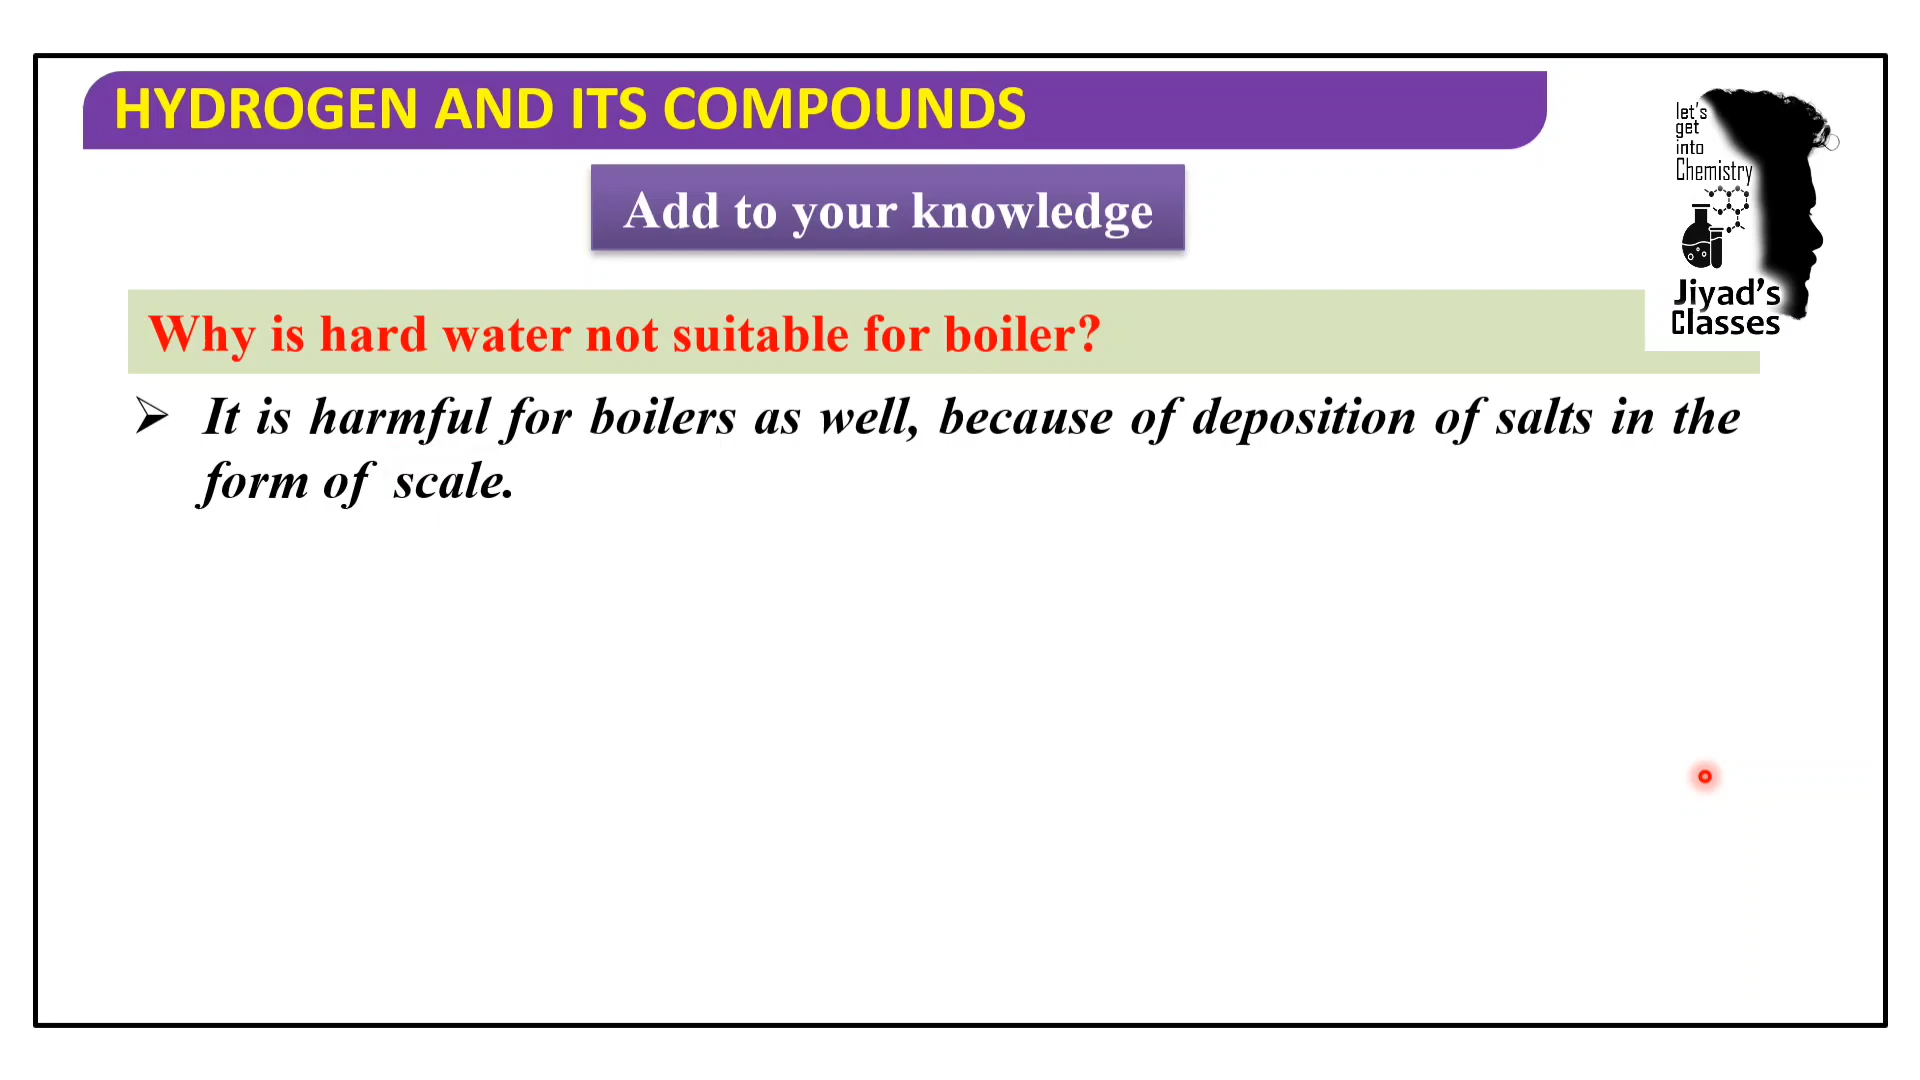 HYDROGEN AND ITS COMPOUNDS
Add to your knowledge
let's
get
into
Chemistry
Jiyad's
Classes
Why is hard water not suitable for boiler?
➢ It is harmful for boilers as well, because of deposition of salts in the
form of scale.